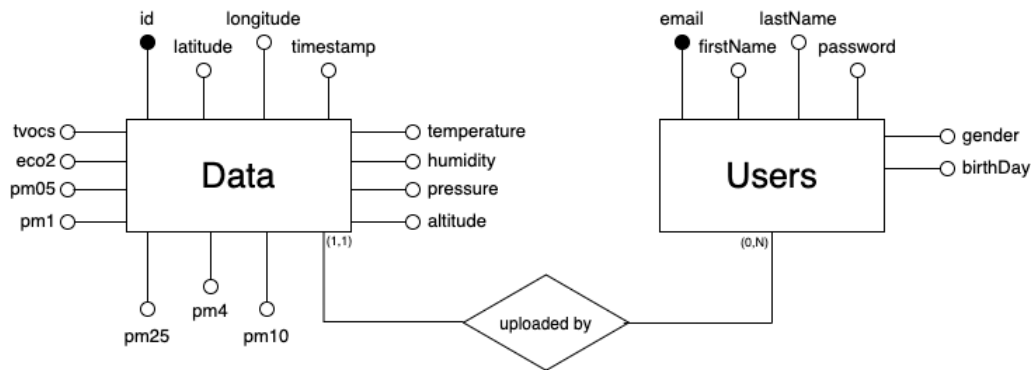 id
longitude
latitude
timestamp
email
lastName
firstName
password
tvocs
eco2
pm05
pm1
Data
temperature
humidity
pressure
altitude
Users
gender
birthDay
(1,1)
(0,N)
pm25
pm4
pm10
uploaded by